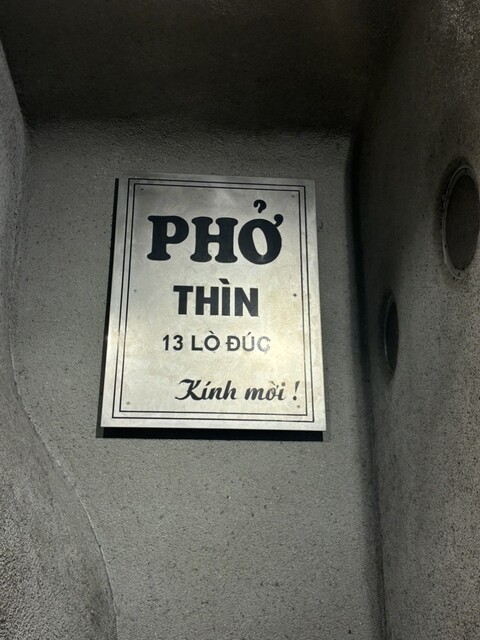 PHỞ
THÌN
13 LÒ ĐÚC
Kính mời !